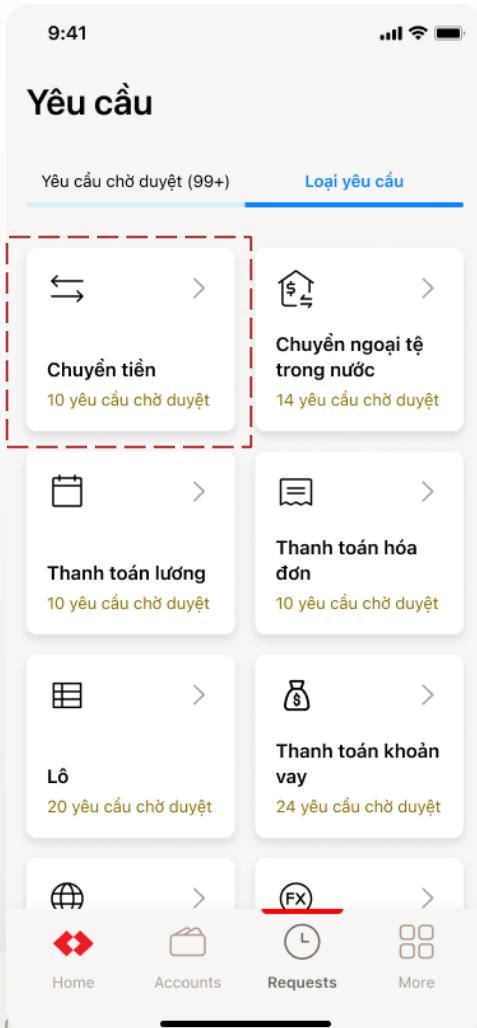 9:41
Yêu cầu
Yêu cầu chờ duyệt (99+)
Loại yêu cầu
Chuyển tiền
10 yêu cầu chờ duyệt
$
Chuyển ngoại tệ
trong nước
14 yêu cầu chờ duyệt
Thanh toán lương
10 yêu cầu chờ duyệt
Thanh toán hóa
đơn
10 yêu cầu chờ duyệt
Lô
20 yêu cầu chờ duyệt
$
Thanh toán khoản
vay
24 yêu cầu chờ duyệt
FX
Home
Accounts
Requests
More